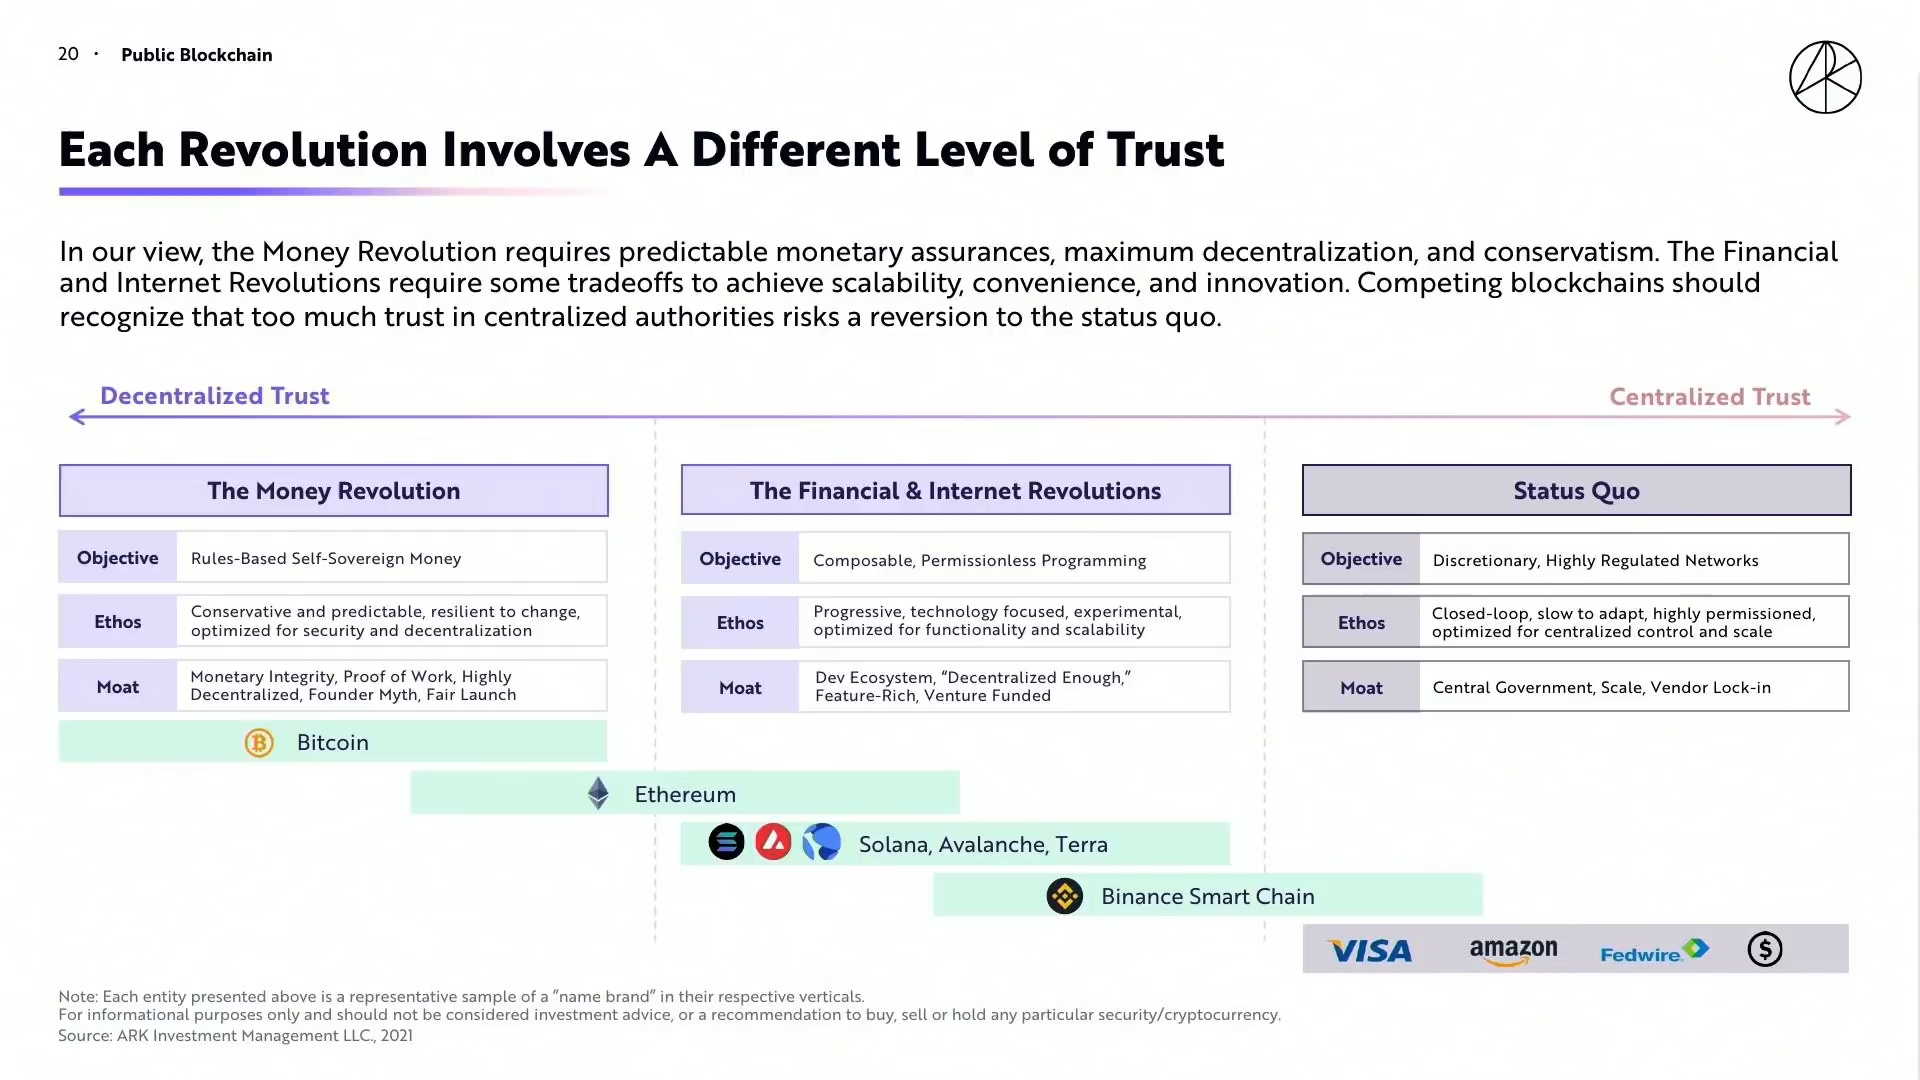 20 · Public Blockchain
Each Revolution Involves A Different Level of Trust
In our view, the Money Revolution requires predictable monetary assurances, maximum decentralization, and conservatism. The Financial
and Internet Revolutions require some tradeoffs to achieve scalability, convenience, and innovation. Competing blockchains should
recognize that too much trust in centralized authorities risks a reversion to the status quo.
Decentralized Trust
Centralized Trust
The Money Revolution
Objective
Rules-Based Self-Sovereign Money
Ethos
Conservative and predictable, resilient to change,
optimized for security and decentralization
Moat
Monetary Integrity, Proof of Work, Highly
Decentralized, Founder Myth, Fair Launch
The Financial & Internet Revolutions
Objective
Composable, Permissionless Programming
Ethos
Progressive, technology focused, experimental,
optimized for functionality and scalability
Moat
Dev Ecosystem, “Decentralized Enough,”
Feature-Rich, Venture Funded
Status Quo
Objective
Discretionary, Highly Regulated Networks
Ethos
Closed-loop, slow to adapt, highly permissioned,
optimized for centralized control and scale
Moat
Central Government, Scale, Vendor Lock-in
Bitcoin
Ethereum
Solana, Avalanche, Terra
Binance Smart Chain
VISA amazon Fedwire $
Note: Each entity presented above is a representative sample of a “name brand” in their respective verticals.
For informational purposes only and should not be considered investment advice, or a recommendation to buy, sell or hold any particular security/cryptocurrency.
Source: ARK Investment Management LLC., 2021